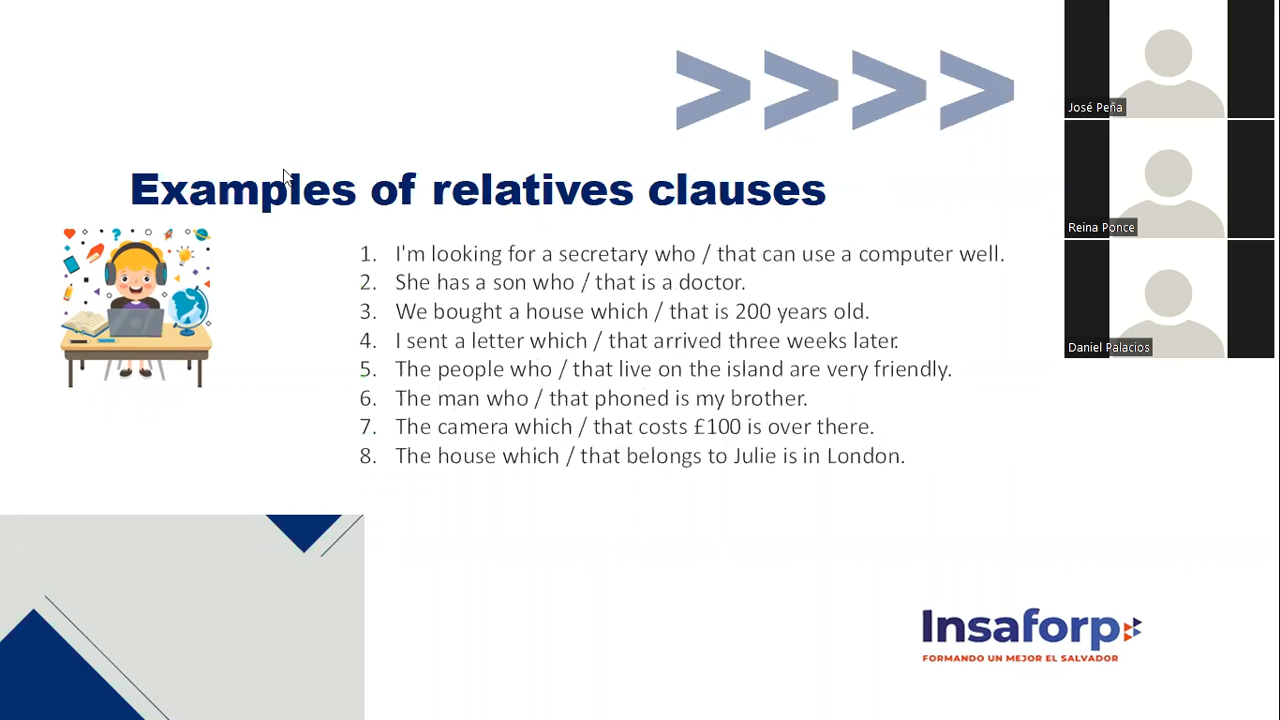 Examples of relatives clauses
1. I'm looking for a secretary who / that can use a computer well.
2. She has a son who / that is a doctor.
3. We bought a house which / that is 200 years old.
4. I sent a letter which / that arrived three weeks later.
5. The people who / that live on the island are very friendly.
6. The man who / that phoned is my brother.
7. The camera which / that costs £100 is over there.
8. The house which / that belongs to Julie is in London.
José Peña
Reina Ponce
Daniel Palacios
Insaforp
FORMANDO UN MEJOR EL SALVADOR